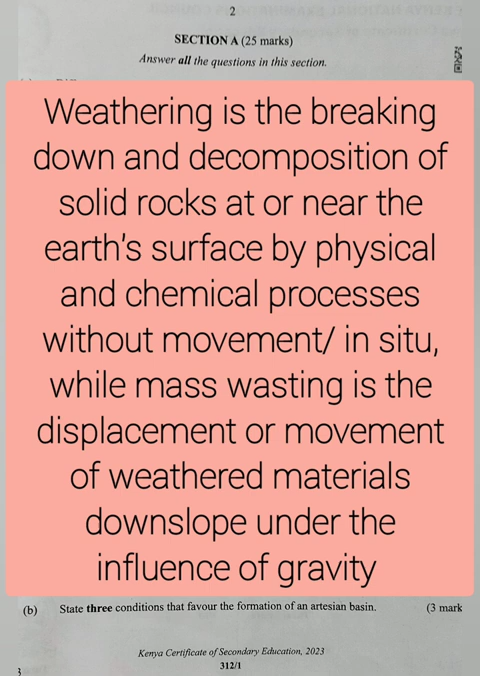 2
SECTION A (25 marks)
Answer all the questions in this section.
Weathering is the breaking
down and decomposition of
solid rocks at or near the
earth's surface by physical
and chemical processes
without movement/ in situ,
while mass wasting is the
displacement or movement
of weathered materials
downslope under the
influence of gravity
(b) State three conditions that favour the formation of an artesian basin. (3 mark
Kenya Certificate of Secondary Education, 2023
312/1
3